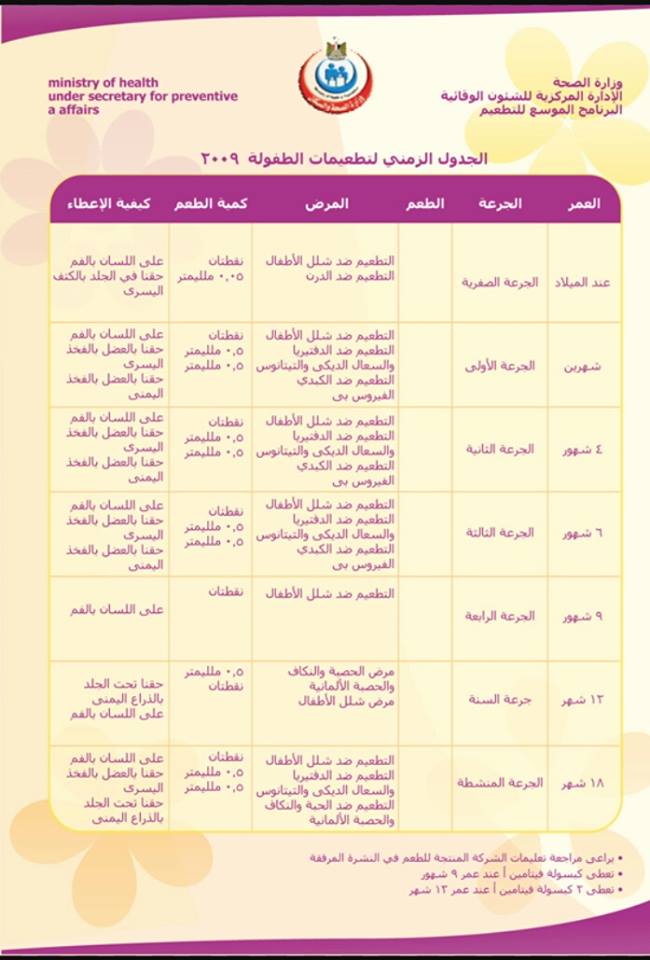 ministry of health
under secretary for preventive
a affairs
وزارة الصحة
الإدارة المركزية للشئون الوقائية
البرنامج الموسع للتطعيم
الجدول الزمني لتطعيمات الطفولة ٢٠٠٩
العمر الجرعة الطعم المرض كمية الطعم كيفية الإعطاء
عند الميلاد
الجرعة الصفرية
التطعيم ضد شلل الأطفال
التطعيم ضد الدرن
نقطتان
٠,٠٥ ملليمتر
على اللسان بالفم
حقنا في الجلد بالكتف
اليسرى
شهرين
الجرعة الأولى
التطعيم ضد شلل الأطفال
التطعيم ضد الدفتيريا
والسعال الديكى والتيتانوس
التطعيم ضد الكبدي
الفيروس بى
نقطتان
٠,٥ ملليمتر
٠,٥ ملليمتر
على اللسان بالفم
حقنا بالعضل بالفخذ
اليسرى
حقنا بالعضل بالفخذ
اليمنى
٤ شهور
الجرعة الثانية
التطعيم ضد شلل الأطفال
التطعيم ضد الدفتيريا
والسعال الديكى والتيتانوس
التطعيم ضد الكبدي
الفيروس بى
نقطتان
٠,٥ ملليمتر
٠,٥ ملليمتر
على اللسان بالفم
حقنا بالعضل بالفخذ
اليسرى
حقنا بالعضل بالفخذ
اليمنى
٦ شهور
الجرعة الثالثة
التطعيم ضد شلل الأطفال
التطعيم ضد الدفتيريا
والسعال الديكى والتيتانوس
التطعيم ضد الكبدي
الفيروس بى
نقطتان
٠,٥ ملليمتر
٠,٥ ملليمتر
على اللسان بالفم
حقنا بالعضل بالفخذ
اليسرى
حقنا بالعضل بالفخذ
اليمنى
٩ شهور
الجرعة الرابعة
التطعيم ضد شلل الأطفال
نقطتان
على اللسان بالفم
١٢ شهر
جرعة السنة
مرض الحصبة والنكاف
والحصبة الألمانية
مرض شلل الأطفال
٠,٥ ملليمتر
نقطتان
حقنا تحت الجلد
بالذراع اليمنى
على اللسان بالفم
١٨ شهر
الجرعة المنشطة
التطعيم ضد شلل الأطفال
التطعيم ضد الدفتيريا
والسعال الديكى والتيتانوس
التطعيم ضد الحبة والنكاف
والحصبة الألمانية
نقطتان
٠,٥ ملليمتر
٠,٥ ملليمتر
على اللسان بالفم
حقنا بالعضل بالفخذ
اليسرى
حقنا تحت الجلد
بالذراع اليمنى
• يراعى مراجعة تعليمات الشركة المنتجة للطعم في النشرة المرفقة
• تعطى كبسولة فيتامين أ عند عمر ٩ شهور
• تعطى ٢ كبسولة فيتامين أ عند عمر ١٢ شهر